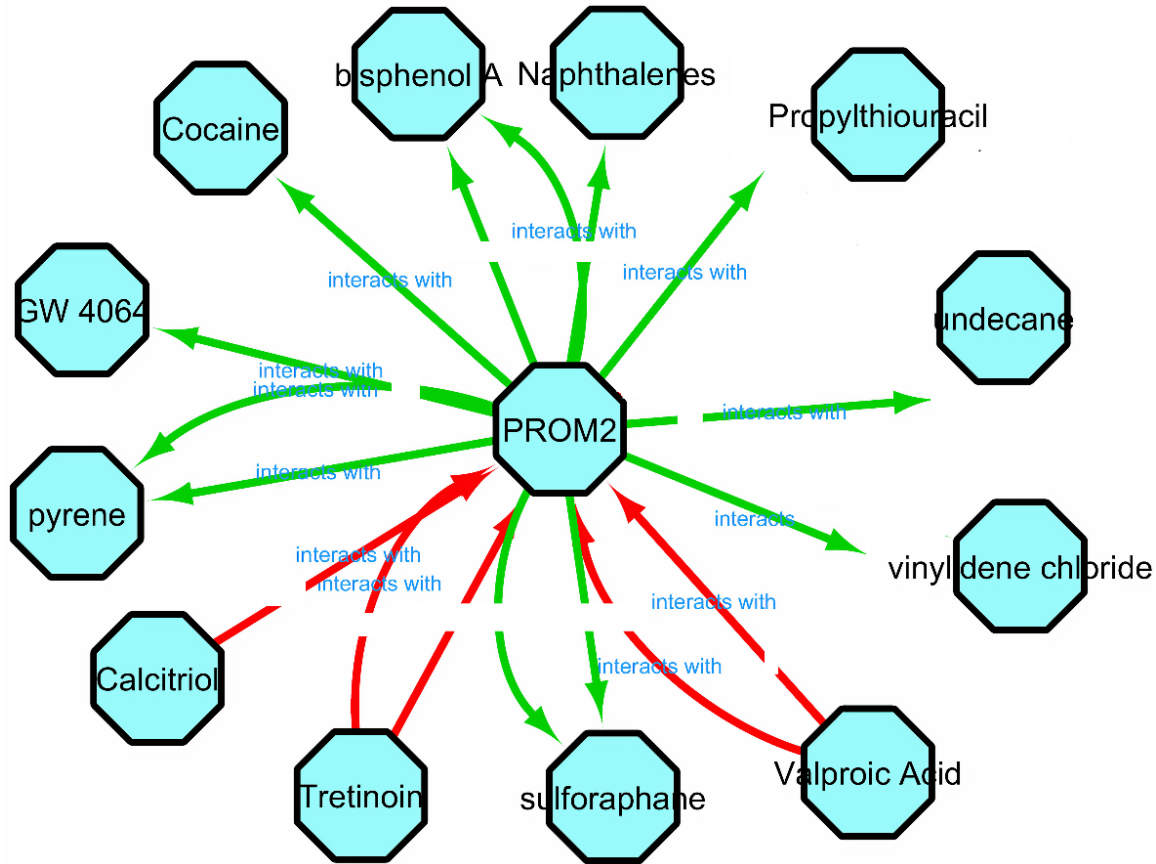 bisphenol A
Naphthalenes
Propylthiouracil
Cocaine
interacts with
interacts with
interacts with
GW 4064
undecane
interacts with
interacts with
interacts with
PROM2
interacts with
pyrene
interacts
interacts with
interacts with
vinylidene chloride
interacts with
interacts with
Calcitriol
Valproic Acid
Tretinoin
sulforaphane